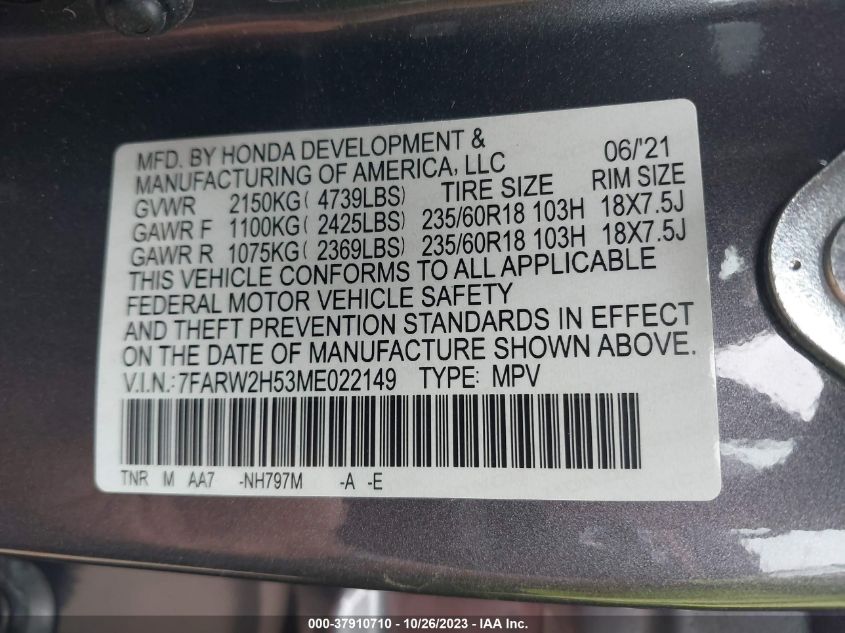 MFD. BY HONDA DEVELOPMENT & 06/'21
MANUFACTURING OF AMERICA, LLC RIM SIZE
GVWR 2150KG( 4739LBS) TIRE SIZE
GAWR F 1100KG( 2425LBS) 235/60R18 103H 18X7.5J
GAWR R 1075KG( 2369LBS) 235/60R18 103H 18X7.5J
THIS VEHICLE CONFORMS TO ALL APPLICABLE
FEDERAL MOTOR VEHICLE SAFETY
AND THEFT PREVENTION STANDARDS IN EFFECT
ON THE DATE OF MANUFACTURE SHOWN ABOVE.
V.I.N.: 7FARW2H53ME022149 TYPE: MPV
TNR M AA7 -NH797M -A -E
000-37910710 - 10/26/2023 - IAA Inc.